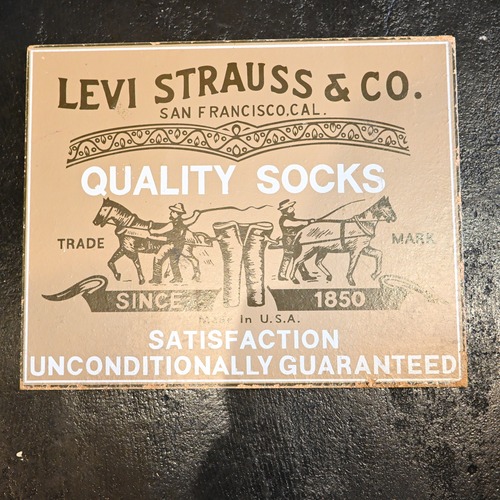 LEVI STRAUSS & CO.
SAN FRANCISCO, CAL.
QUALITY SOCKS
TRADE MARK
SINCE 1850
Made in U.S.A.
SATISFACTION
UNCONDITIONALLY GUARANTEED